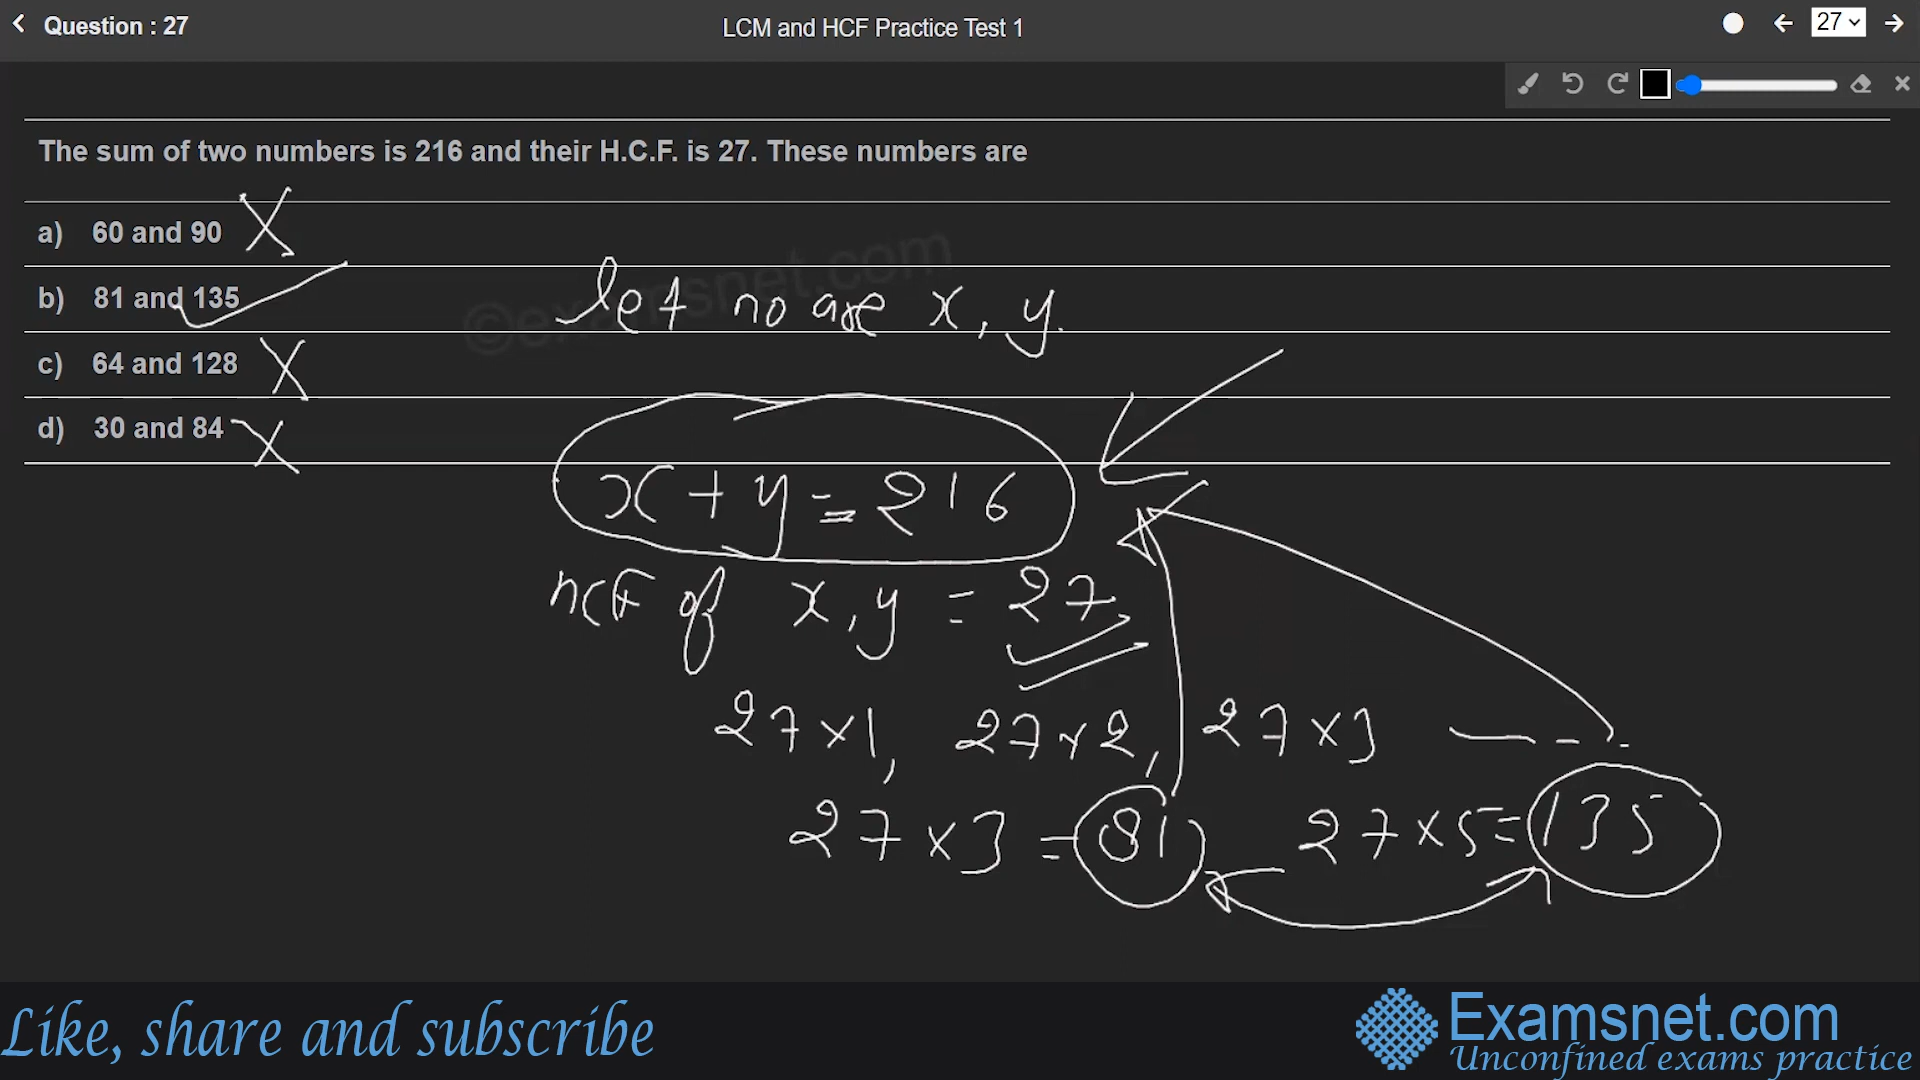 Question : 27
LCM and HCF Practice Test 1
27
The sum of two numbers is 216 and their H.C.F. is 27. These numbers are
a) 60 and 90
b) 81 and 135
c) 64 and 128
d) 30 and 84
©examsnet.com
let no are x, y.
x + y = 216
HCF of x, y = 27
27 x 1, 27 x 2, 27 x 3 — - -
27 x 3 = 81 27 x 5 = 135
Like, share and subscribe
Examsnet.com
Unconfined exams practice